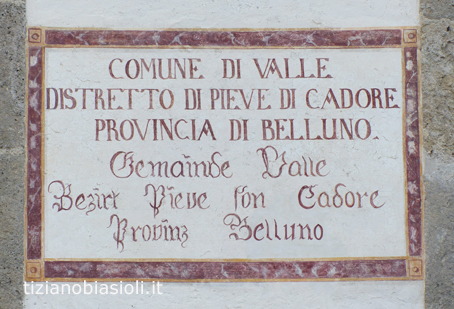 COMUNE DI VALLE
DISTRETTO DI PIEVE DI CADORE
PROVINCIA DI BELLUNO.
Gemainde Valle
Bezirt Pieve fon Cadore
Provinz Belluno
tizianobiasioli.it